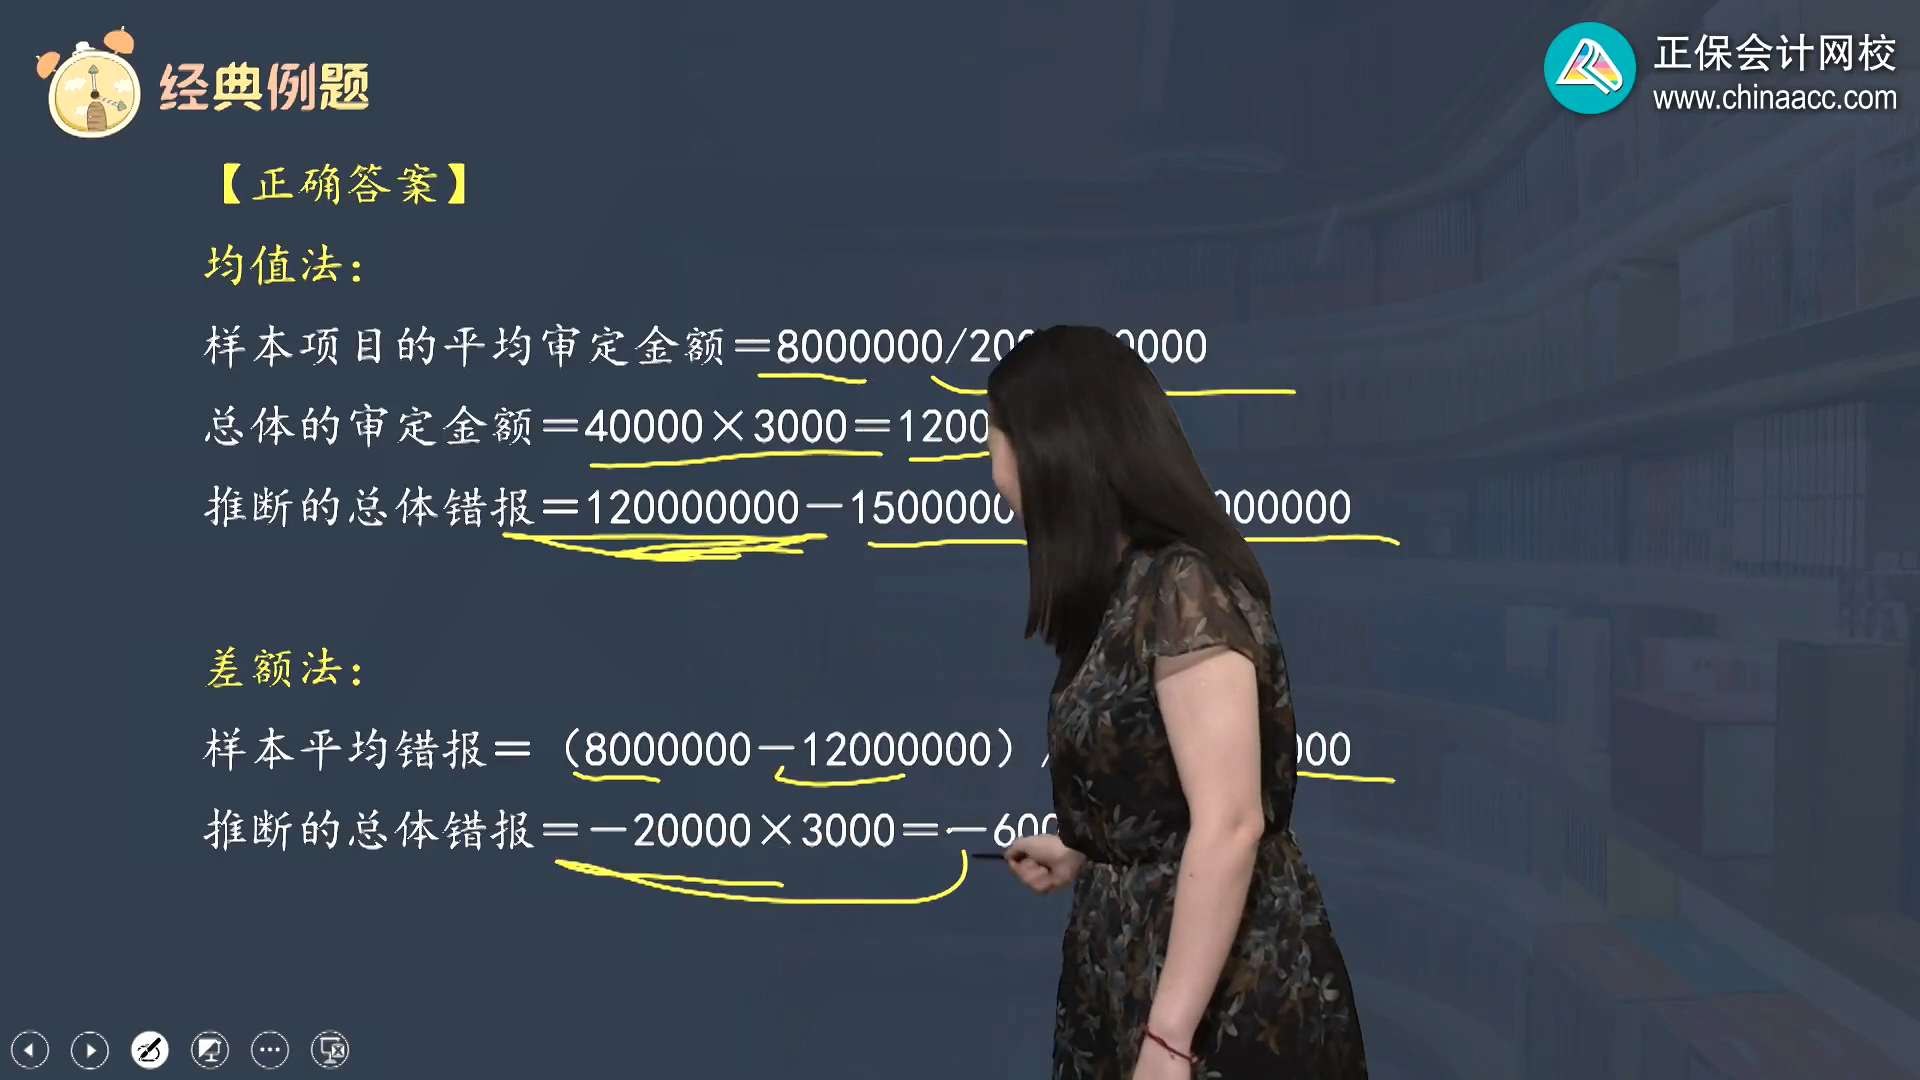 经典例题
正保会计网校
www.chinaacc.com
【正确答案】
均值法：
样本项目的平均审定金额＝8000000/20 0000
总体的审定金额＝40000×3000＝1200
推断的总体错报＝120000000－1500000 000000
差额法：
样本平均错报＝（8000000－12000000）/ 00
推断的总体错报＝－20000×3000＝－600